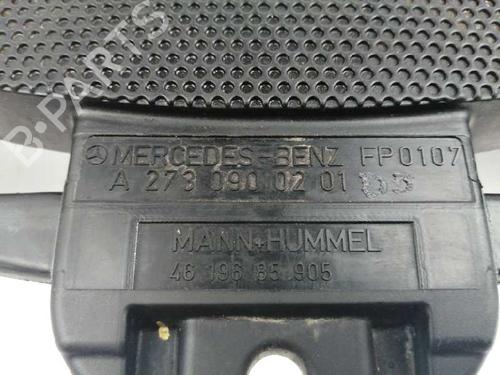 B-PARTS
MERCEDES-BENZ FP0107
A 273 090 02 01
MANN+HUMMEL
46 196 85 905